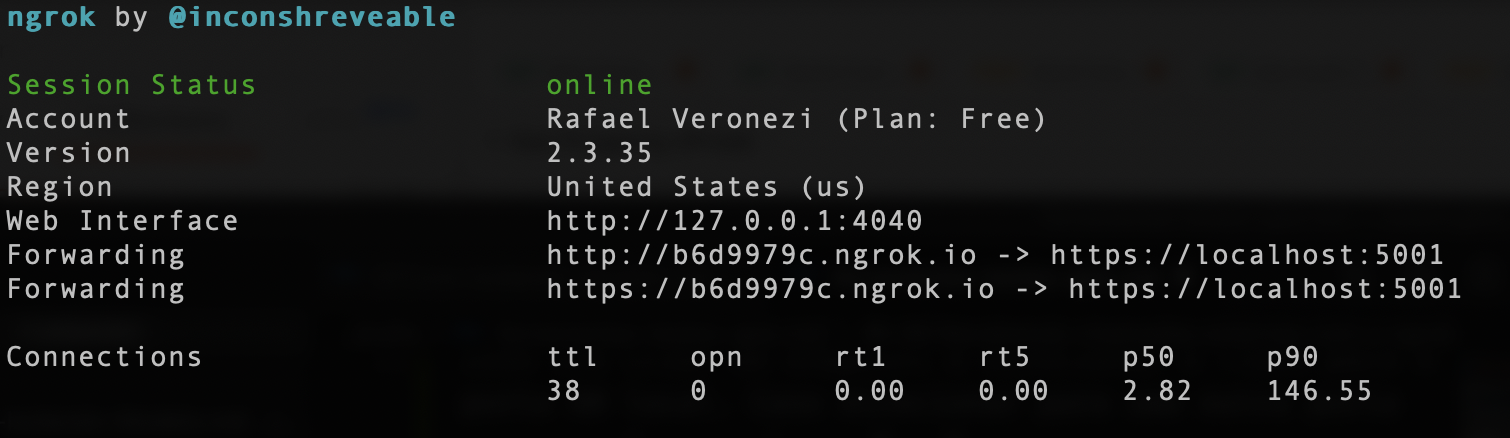 ngrok by @inconshreveable
Session Status online
Account Rafael Veronezi (Plan: Free)
Version 2.3.35
Region United States (us)
Web Interface http://127.0.0.1:4040
Forwarding http://b6d9979c.ngrok.io -> https://localhost:5001
Forwarding https://b6d9979c.ngrok.io -> https://localhost:5001
Connections ttl opn rt1 rt5 p50 p90
38 0 0.00 0.00 2.82 146.55